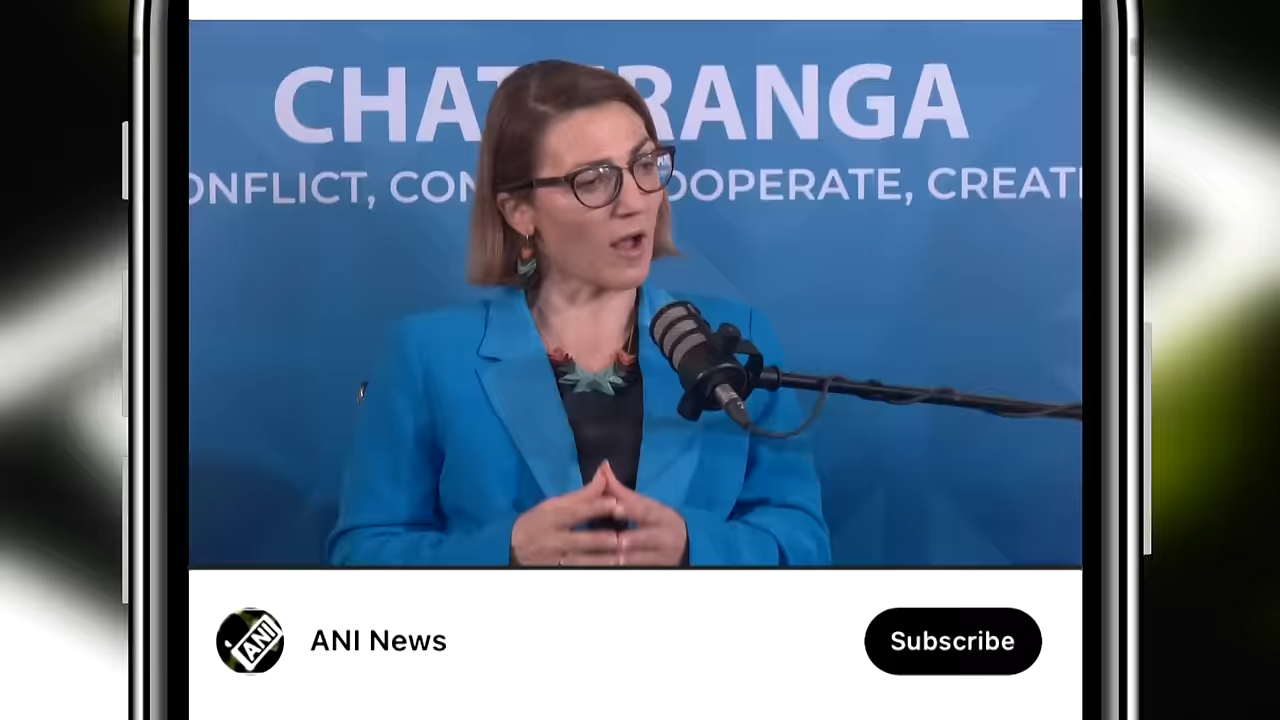 CHAT RANGA
ONFLICT, CON OOPERATE, CREAT
ANI
ANI News
Subscribe